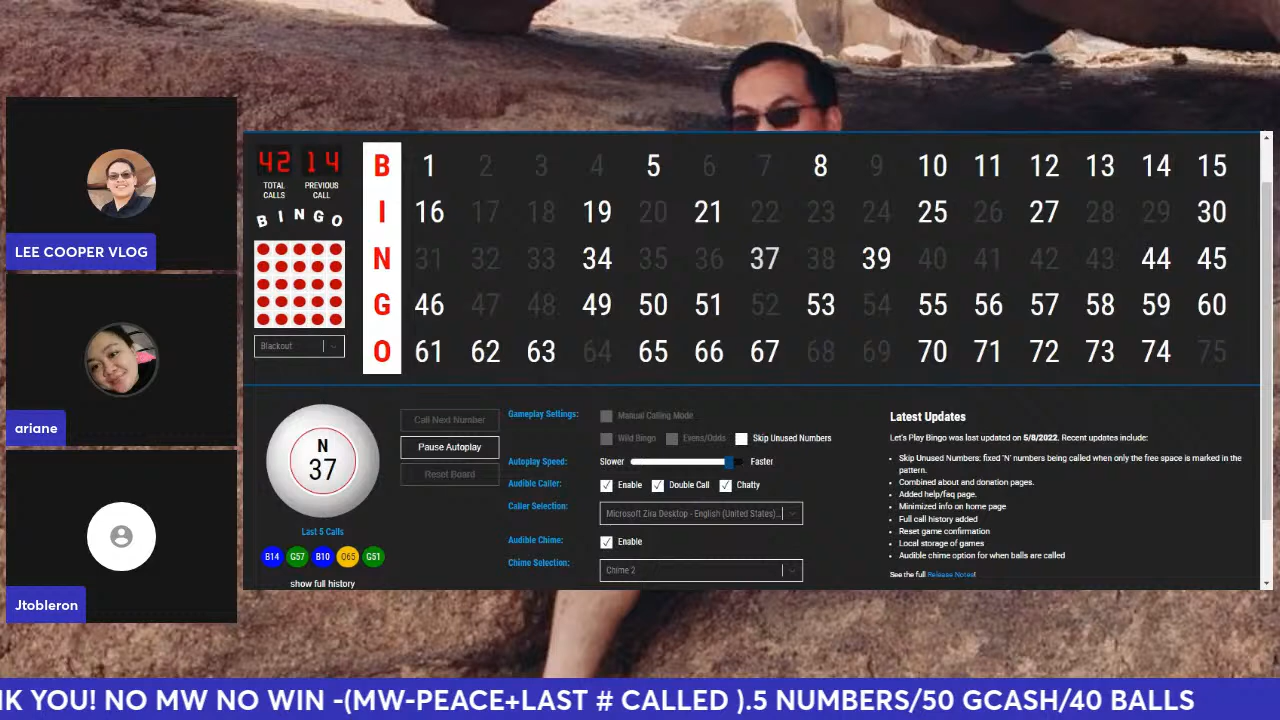 LEE COOPER VLOG
ariane
Jtobleron
42 14
TOTAL CALLS
PREVIOUS CALL
BINGO
Blackout
B 1 2 3 4 5 6 7 8 9 10 11 12 13 14 15
I 16 17 18 19 20 21 22 23 24 25 26 27 28 29 30
N 31 32 33 34 35 36 37 38 39 40 41 42 43 44 45
G 46 47 48 49 50 51 52 53 54 55 56 57 58 59 60
O 61 62 63 64 65 66 67 68 69 70 71 72 73 74 75
N
37
Last 5 Calls
B14 G57 B10 O65 G51
show full history
Call Next Number
Pause Autoplay
Reset Board
Gameplay Settings: Manual Calling Mode
Wild Bingo Evens/Odds Skip Unused Numbers
Autoplay Speed: Slower Faster
Audible Caller: Enable Double Call Chatty
Caller Selection: Microsoft Zira Desktop - English (United States)...
Audible Chime: Enable
Chime Selection: Chime 2
Latest Updates
Let's Play Bingo was last updated on 5/8/2022. Recent updates include:
Skip Unused Numbers: fixed 'N' numbers being called when only the free space is marked in the
pattern.
Combined about and donation pages.
Added help/faq page.
Minimized info on home page
Full call history added
Reset game confirmation
Local storage of games
Audible chime option for when balls are called
See the full Release Notes!
NK YOU! NO MW NO WIN -(MW-PEACE+LAST # CALLED ).5 NUMBERS/50 GCASH/40 BALLS